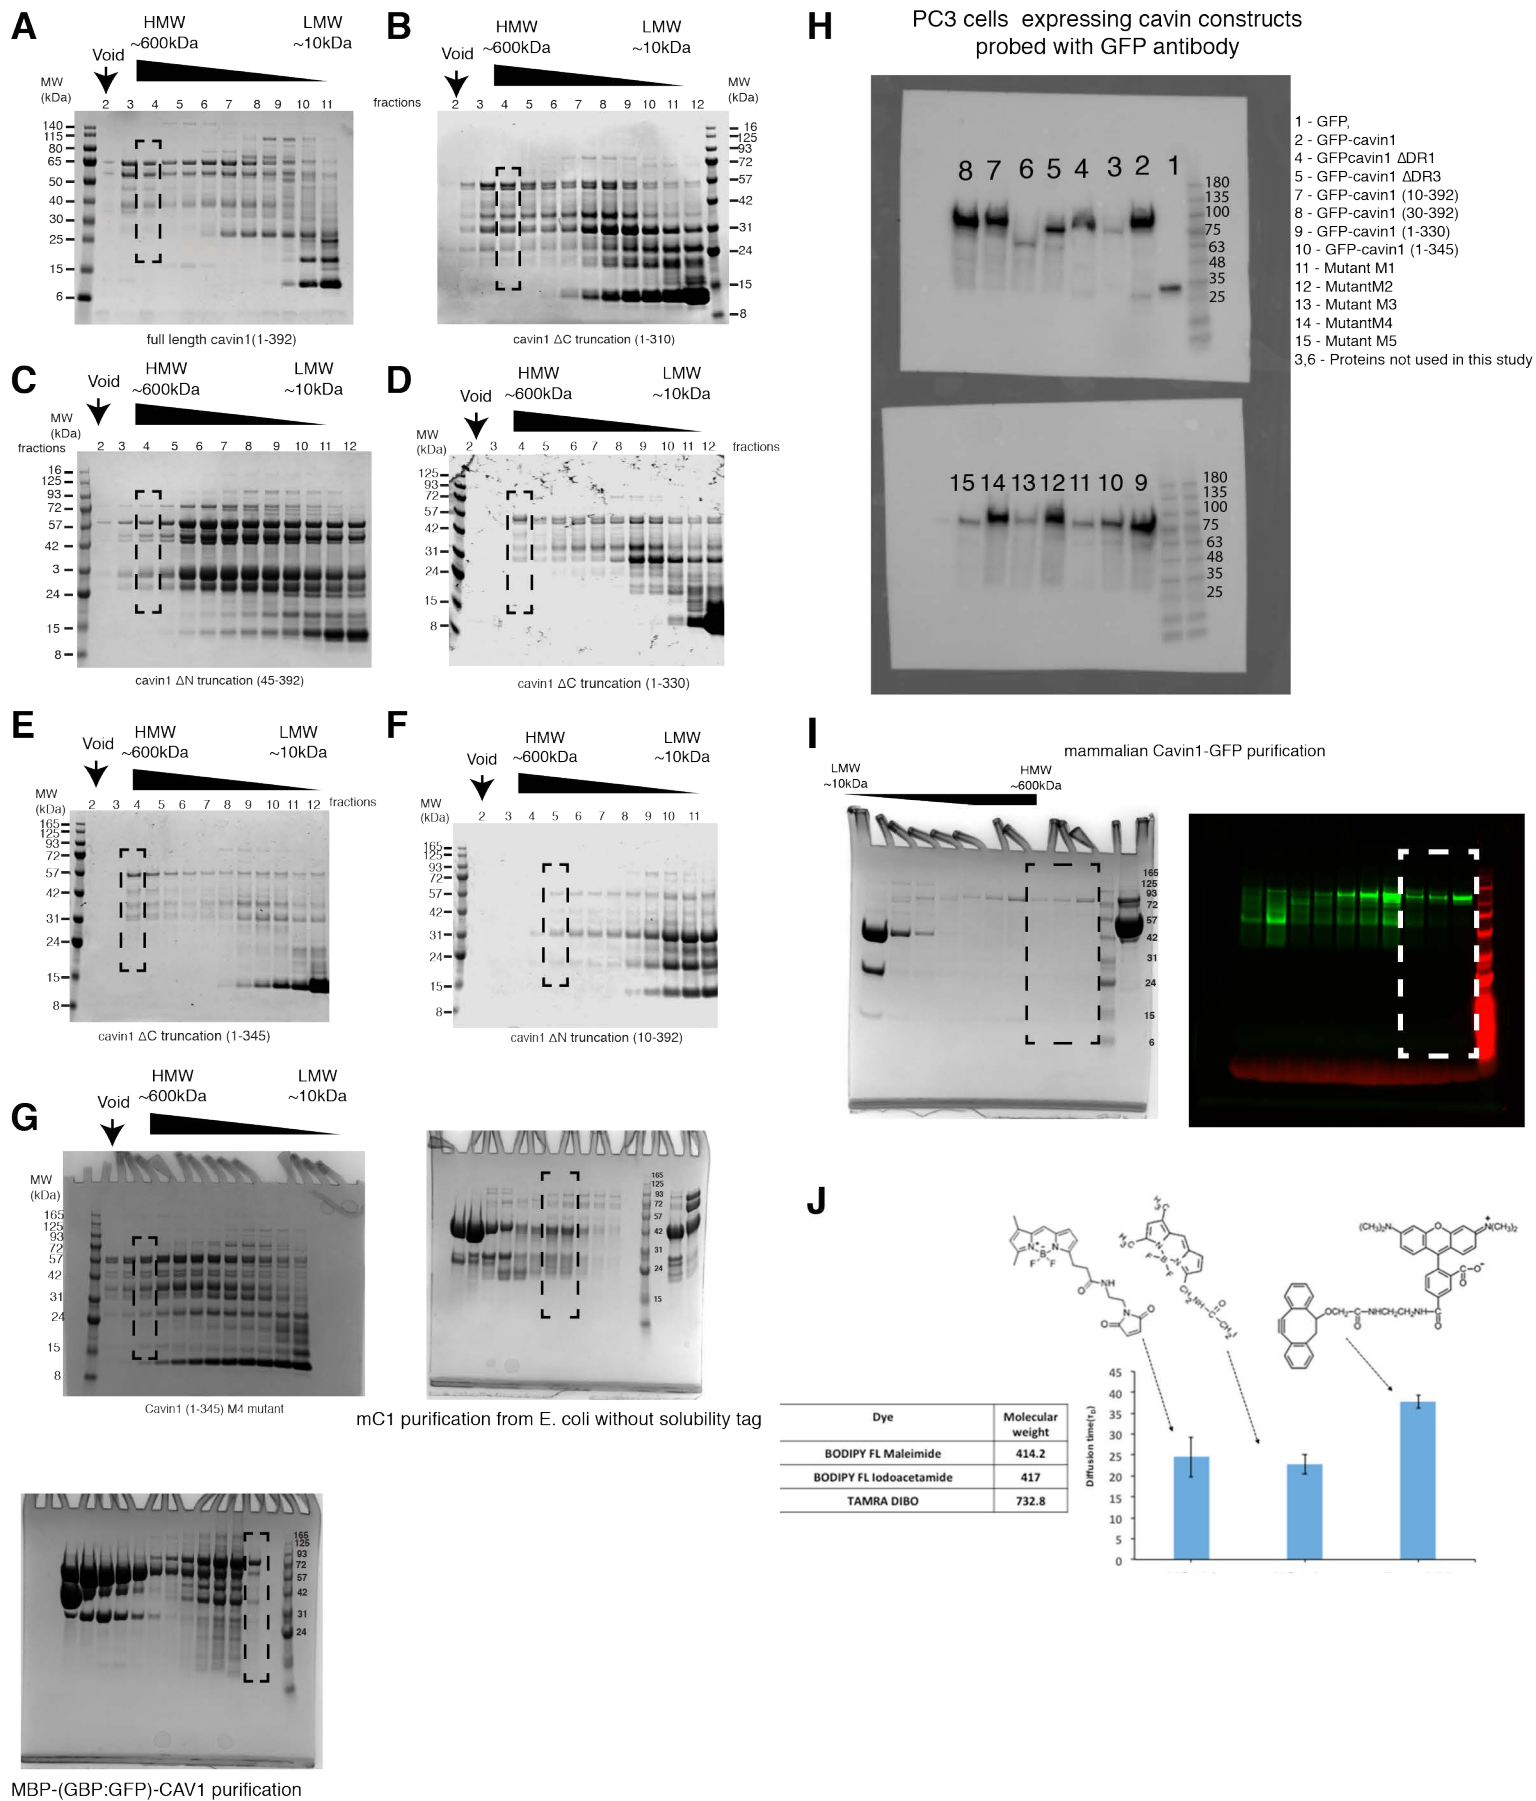 A
HMW
~600kDa
LMW
~10kDa
Void
MW
(kDa)
2 3 4 5 6 7 8 9 10 11
140
115
80
65
50
40
30
25
15
6
full length cavin1(1-392)
B
HMW
~600kDa
LMW
~10kDa
Void
MW
(kDa)
fractions
2 3 4 5 6 7 8 9 10 11 12
16
125
93
72
57
42
31
24
15
8
cavin1 ΔC truncation (1-310)
C
HMW
~600kDa
LMW
~10kDa
Void
MW
(kDa)
fractions
2 3 4 5 6 7 8 9 10 11 12
16
125
93
72
57
42
3
24
15
8
cavin1 ΔN truncation (45-392)
D
HMW
~600kDa
LMW
~10kDa
Void
MW
(kDa)
2 3 4 5 6 7 8 9 10 11 12
fractions
125
93
72
57
42
31
24
15
8
cavin1 ΔC truncation (1-330)
E
HMW
~600kDa
LMW
~10kDa
Void
MW
(kDa)
2 3 4 5 6 7 8 9 10 11 12
fractions
165
125
93
72
57
42
31
24
15
8
cavin1 ΔC truncation (1-345)
F
HMW
~600kDa
LMW
~10kDa
Void
MW
(kDa)
2 3 4 5 6 7 8 9 10 11
165
125
93
72
57
42
31
24
15
8
cavin1 ΔN truncation (10-392)
G
HMW
~600kDa
LMW
~10kDa
Void
MW
(kDa)
165
125
93
72
57
42
31
24
15
8
Cavin1 (1-345) M4 mutant
165
125
93
72
57
42
31
24
15
mC1 purification from E. coli without solubility tag
165
125
93
72
57
42
31
24
MBP-(GBP:GFP)-CAV1 purification
H
PC3 cells expressing cavin constructs
probed with GFP antibody
8 7 6 5 4 3 2 1
180
135
100
75
63
48
35
25
15 14 13 12 11 10 9
180
135
100
75
63
48
35
25
1 - GFP,
2 - GFP-cavin1
4 - GFPcavin1 ΔDR1
5 - GFP-cavin1 ΔDR3
7 - GFP-cavin1 (10-392)
8 - GFP-cavin1 (30-392)
9 - GFP-cavin1 (1-330)
10 - GFP-cavin1 (1-345)
11 - Mutant M1
12 - MutantM2
13 - Mutant M3
14 - MutantM4
15 - Mutant M5
3,6 - Proteins not used in this study
I
mammalian Cavin1-GFP purification
LMW
~10kDa
HMW
~600kDa
165
125
93
72
57
42
31
24
15
6
J
Dye Molecular weight
BODIPY FL Maleimide 414.2
BODIPY FL Iodoacetamide 417
TAMRA DIBO 732.8
Diffusion time(τD)
45
40
35
30
25
20
15
10
5
0
N
B
N
F
F
O
NH
O
N
O
H₃C
H₃C
N
B
N
F
F
CH₂NH
C
O
CH₂I
(CH₃)₂N
O
N(CH₃)₂
+
C
O
O⁻
OCH₂
C
O
NHCH₂CH₂NH
C
O